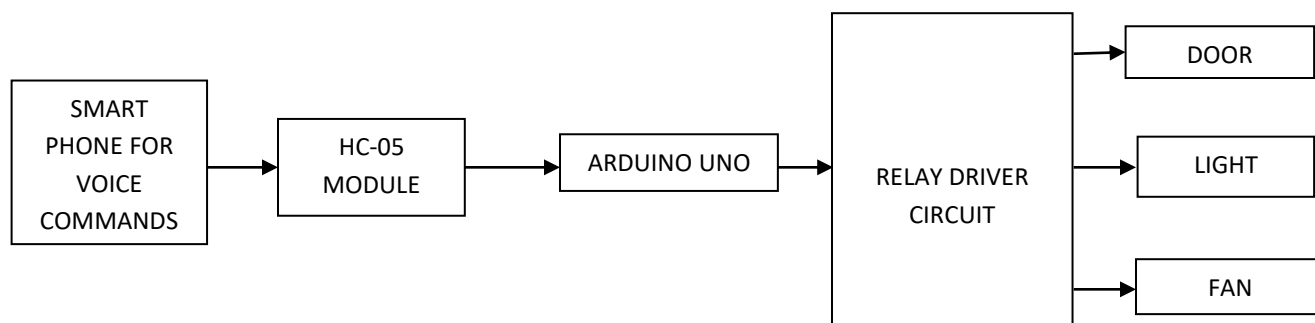 SMART
PHONE FOR
VOICE
COMMANDS
HC-05
MODULE
ARDUINO UNO
RELAY DRIVER
CIRCUIT
DOOR
LIGHT
FAN